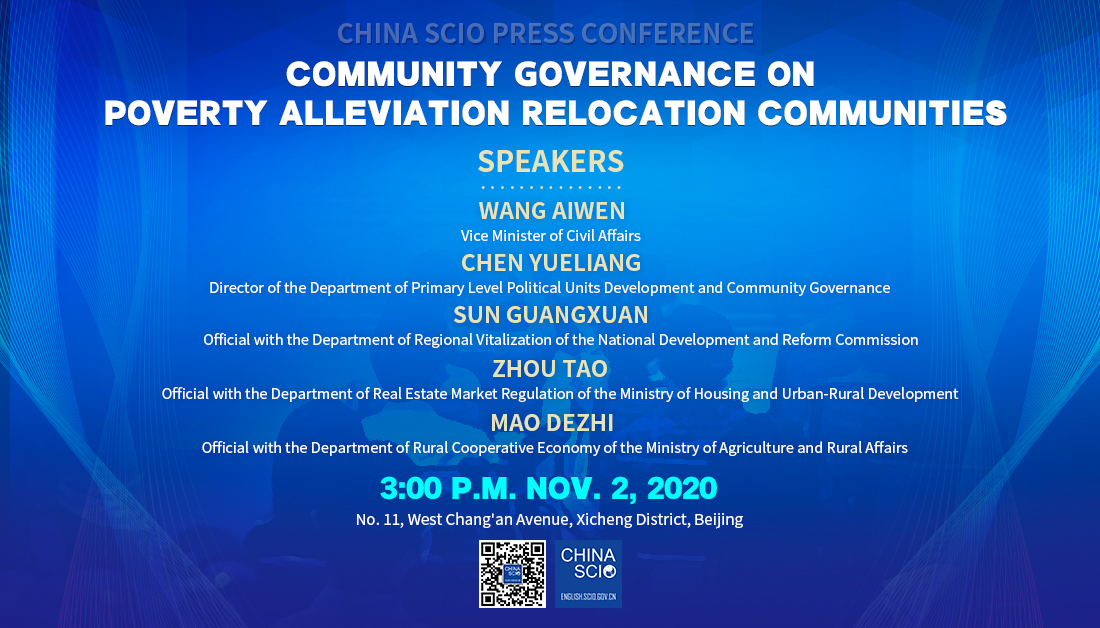 CHINA SCIO PRESS CONFERENCE
COMMUNITY GOVERNANCE ON
POVERTY ALLEVIATION RELOCATION COMMUNITIES
SPEAKERS
WANG AIWEN
Vice Minister of Civil Affairs
CHEN YUELIANG
Director of the Department of Primary Level Political Units Development and Community Governance
SUN GUANGXUAN
Official with the Department of Regional Vitalization of the National Development and Reform Commission
ZHOU TAO
Official with the Department of Real Estate Market Regulation of the Ministry of Housing and Urban-Rural Development
MAO DEZHI
Official with the Department of Rural Cooperative Economy of the Ministry of Agriculture and Rural Affairs
3:00 P.M. NOV. 2, 2020
No. 11, West Chang'an Avenue, Xicheng District, Beijing
CHINA
SCIO
ENGLISH.SCIO.GOV.CN